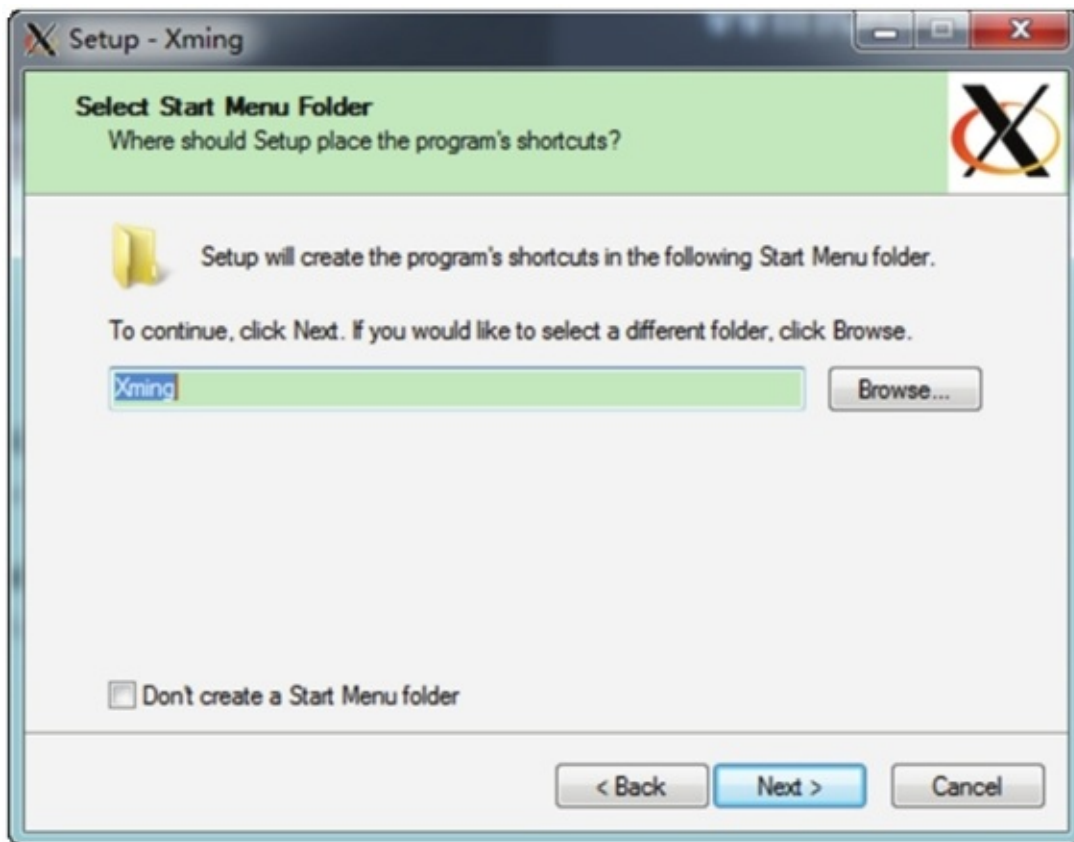 Setup - Xming
Select Start Menu Folder
Where should Setup place the program's shortcuts?
Setup will create the program's shortcuts in the following Start Menu folder.
To continue, click Next. If you would like to select a different folder, click Browse.
Xming
Browse...
Don't create a Start Menu folder
< Back
Next >
Cancel